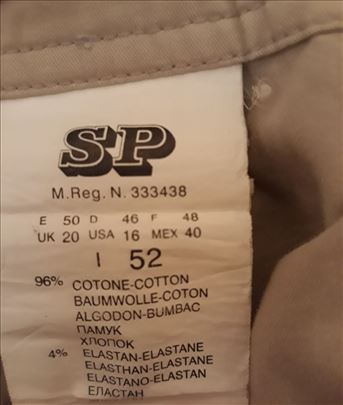 SP
M.Reg. N. 333438
E 50 D 46 F 48
UK 20 USA 16 MEX 40
I 52
96% COTONE-COTTON
BAUMWOLLE-COTON
ALGODON-BUMBAC
ПАМУК
ХЛОПОК
4% ELASTAN-ELASTANE
ELASTHAN-ELASTANE
ELASTANO-ELASTAN
ЕЛАСТАН